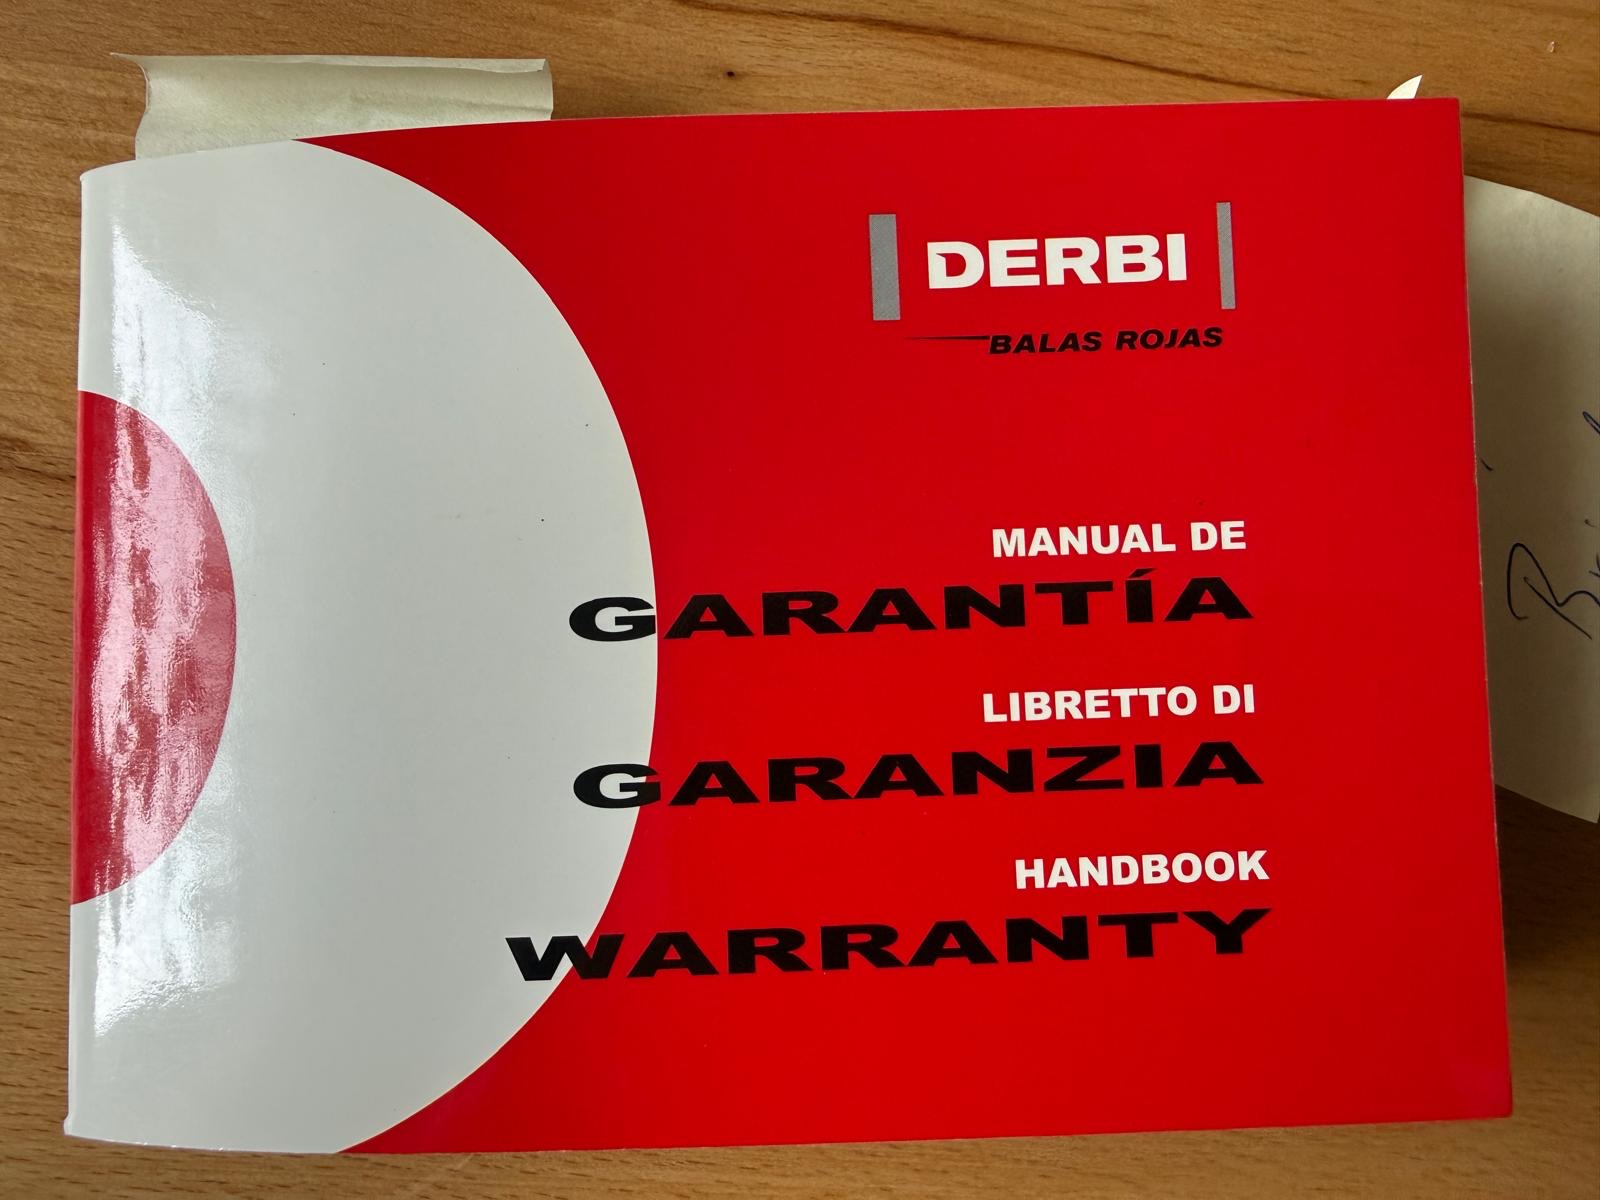 DERBI
BALAS ROJAS
MANUAL DE
GARANTÍA
LIBRETTO DI
GARANZIA
HANDBOOK
WARRANTY